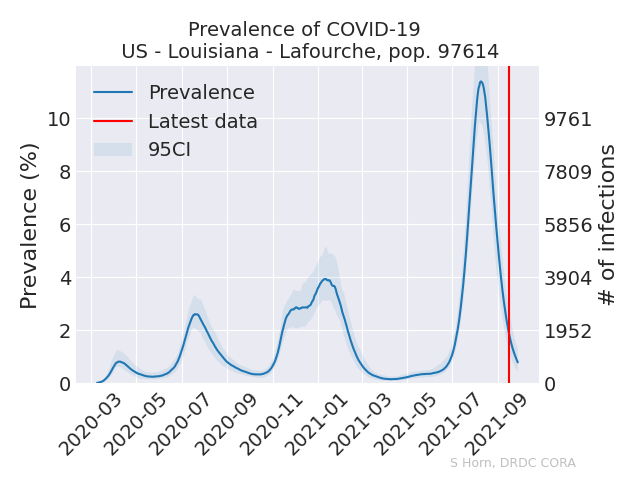 Prevalence of COVID-19
US - Louisiana - Lafourche, pop. 97614
Prevalence
Latest data
95CI
Prevalence (%)
10
8
6
4
2
0
9761
7809
5856
3904
1952
0
# of infections
2020-03
2020-05
2020-07
2020-09
2020-11
2021-01
2021-03
2021-05
2021-07
2021-09
S Horn, DRDC CORA